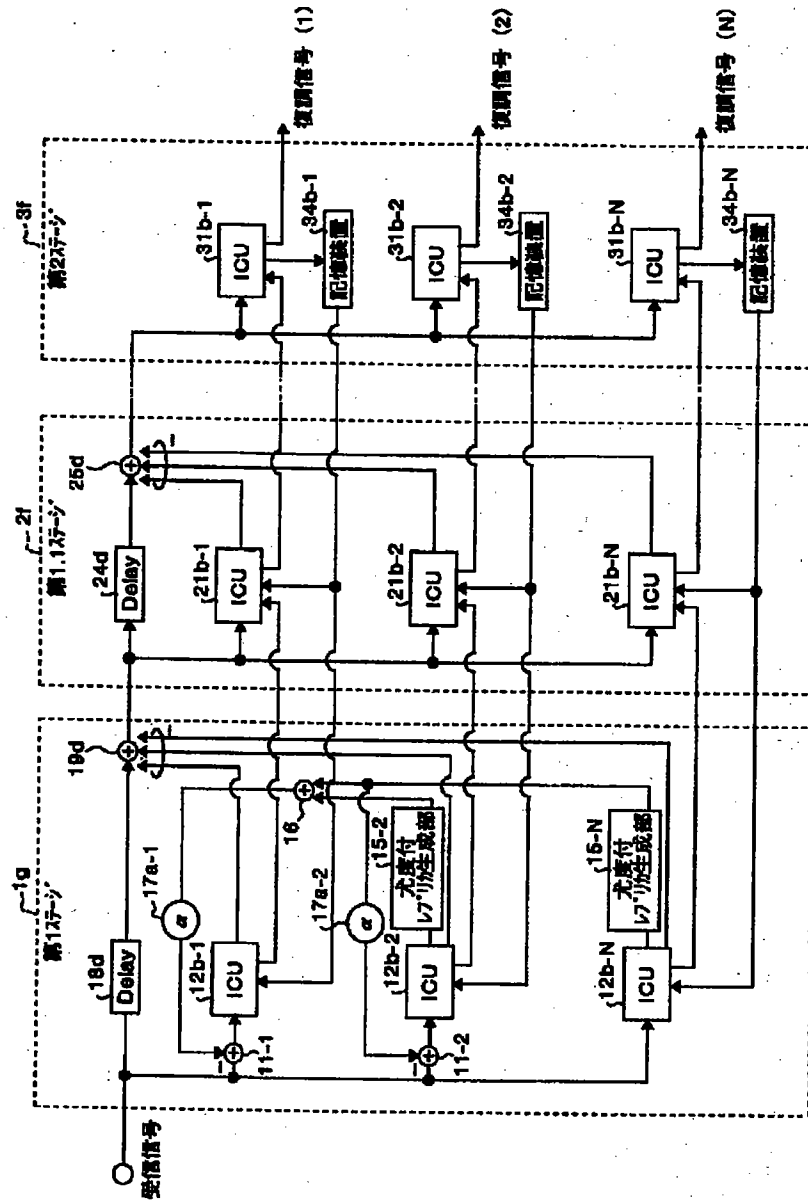 受信信号
1g
第1ステージ
18d
Delay
19d
−
17a-1
α
12b-1
ICU
11-1
−
16
17a-2
α
15-2
尤度付
レプリカ生成部
12b-2
ICU
11-2
−
15-N
尤度付
レプリカ生成部
12b-N
ICU
2f
第1.1ステージ
24d
Delay
25d
−
21b-1
ICU
21b-2
ICU
21b-N
ICU
3f
第2ステージ
31b-1
ICU
34b-1
記憶装置
復調信号 (1)
31b-2
ICU
34b-2
記憶装置
復調信号 (2)
31b-N
ICU
34b-N
記憶装置
復調信号 (N)